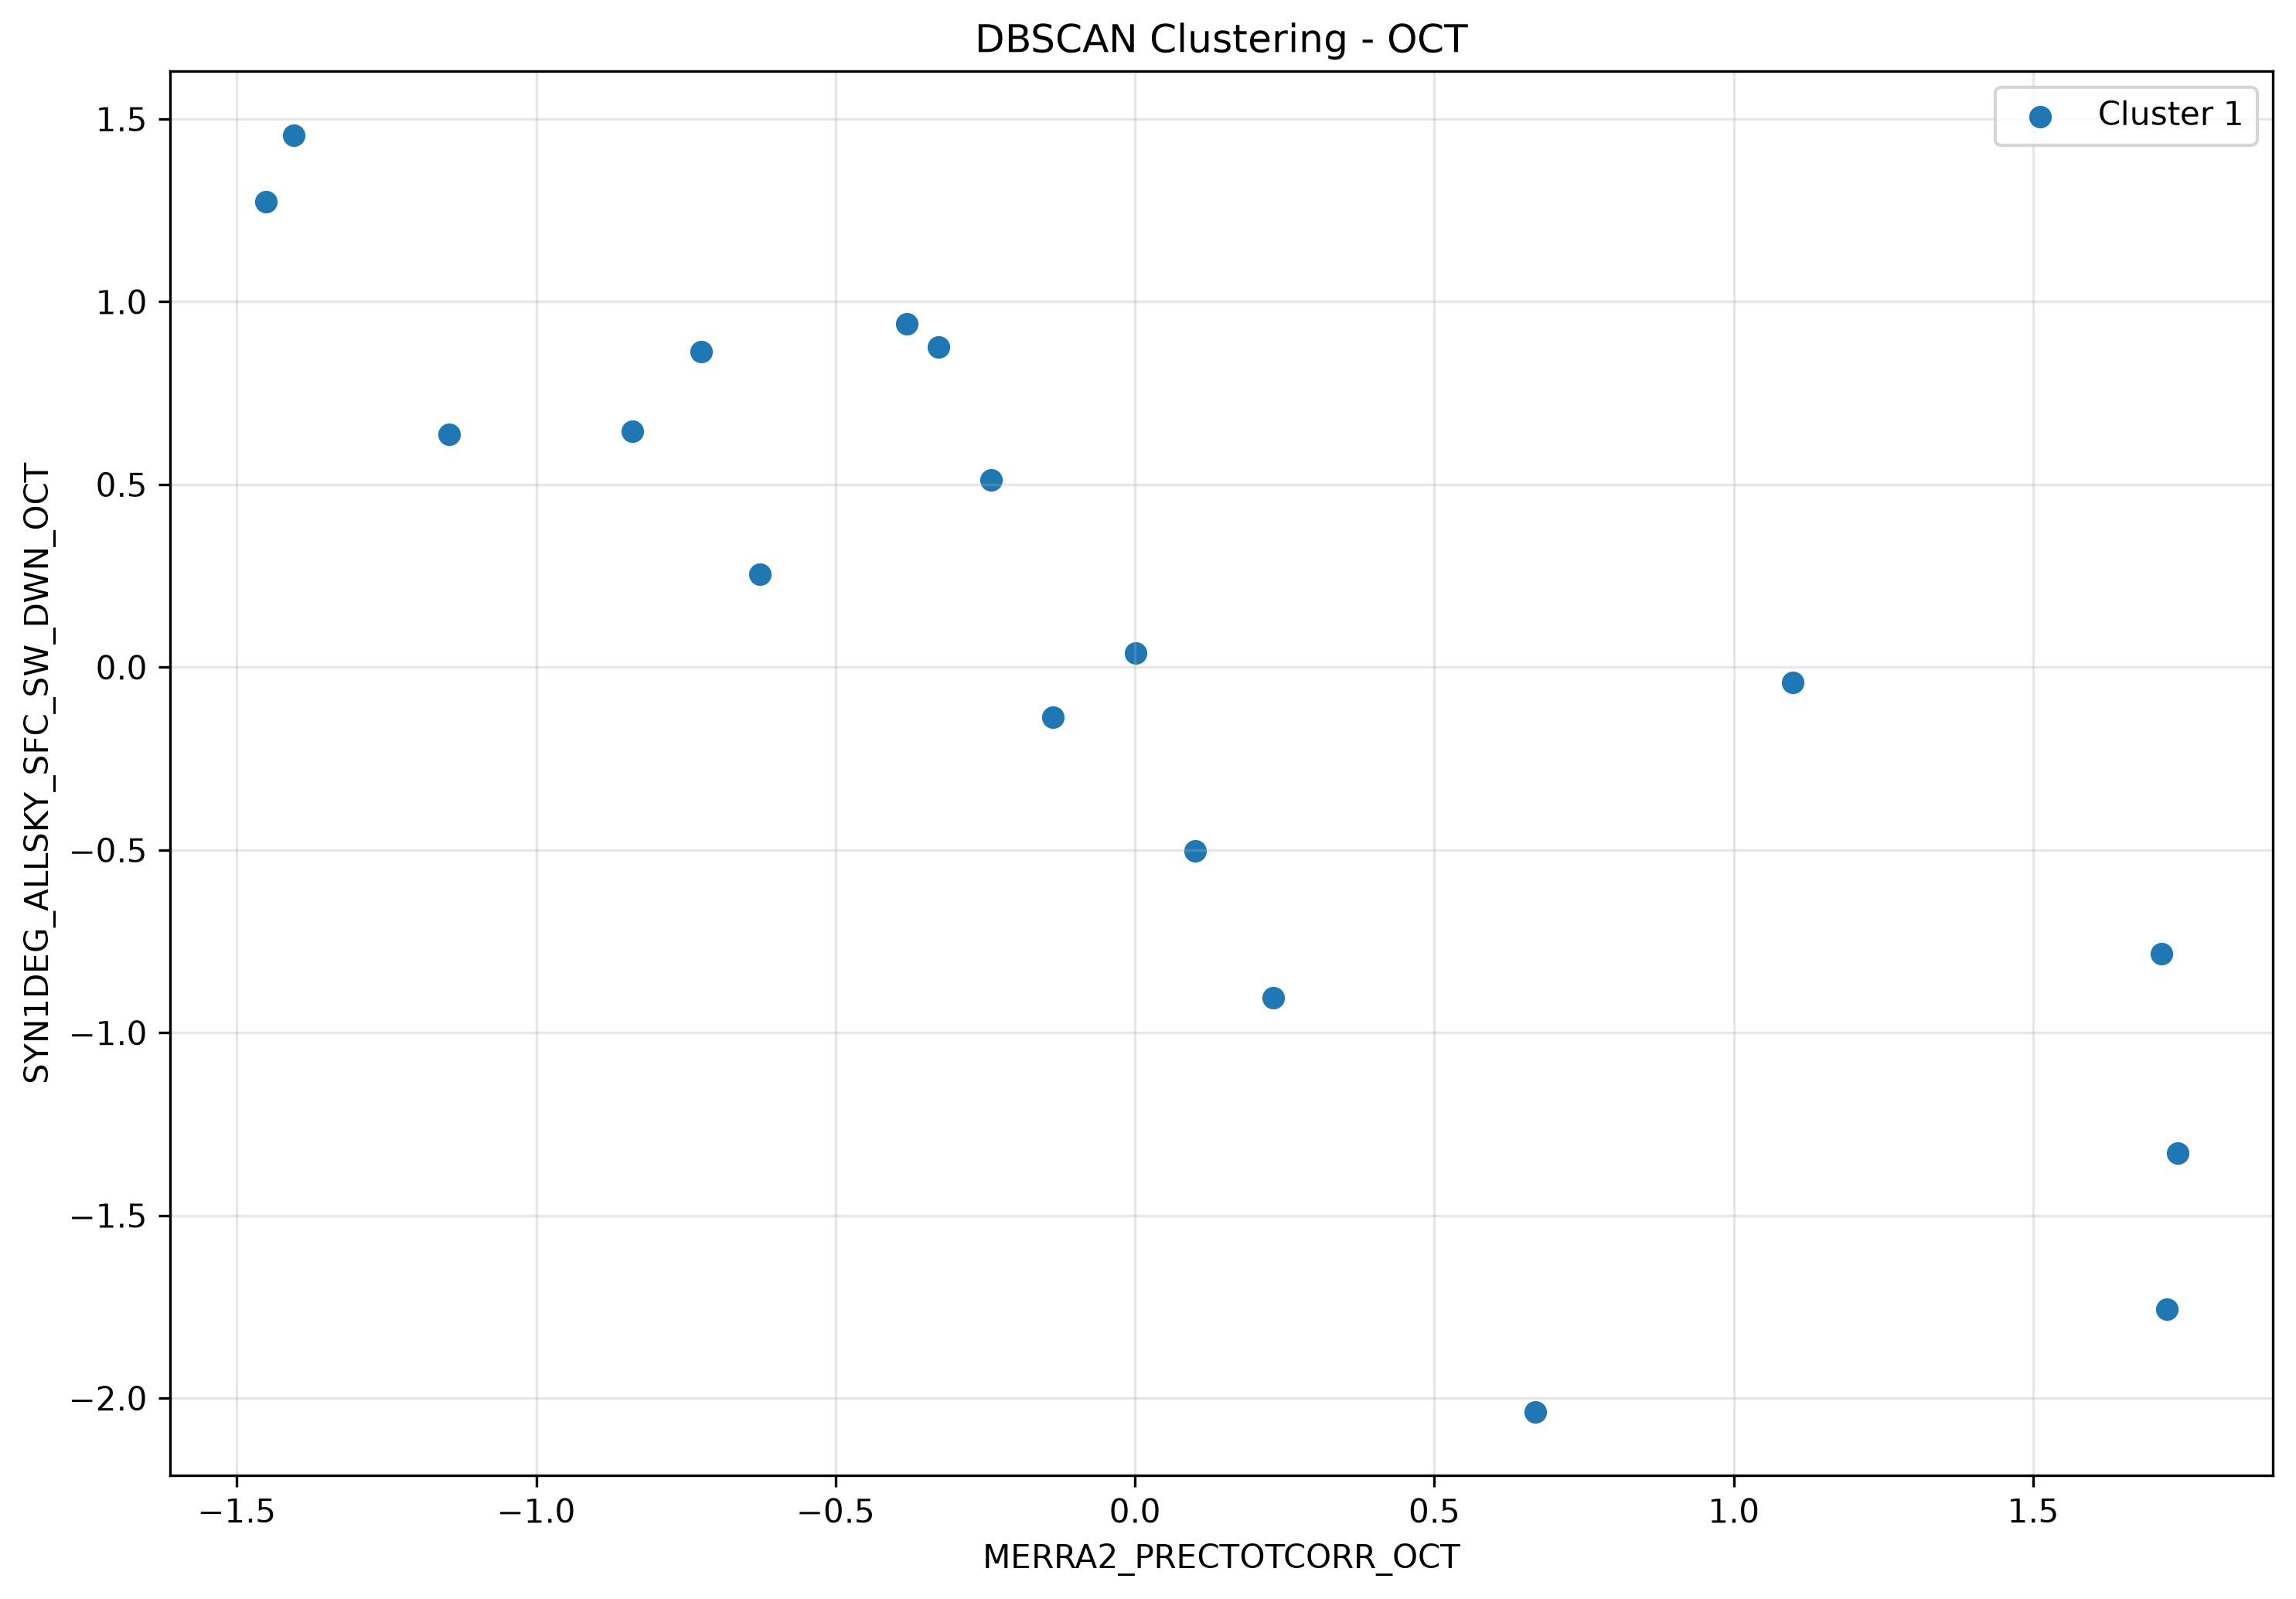 DBSCAN Clustering - OCT
Cluster 1
SYN1DEG_ALLSKY_SFC_SW_DWN_OCT
1.5
1.0
0.5
0.0
−0.5
−1.0
−1.5
−2.0
−1.5 −1.0 −0.5 0.0 0.5 1.0 1.5
MERRA2_PRECTOTCORR_OCT